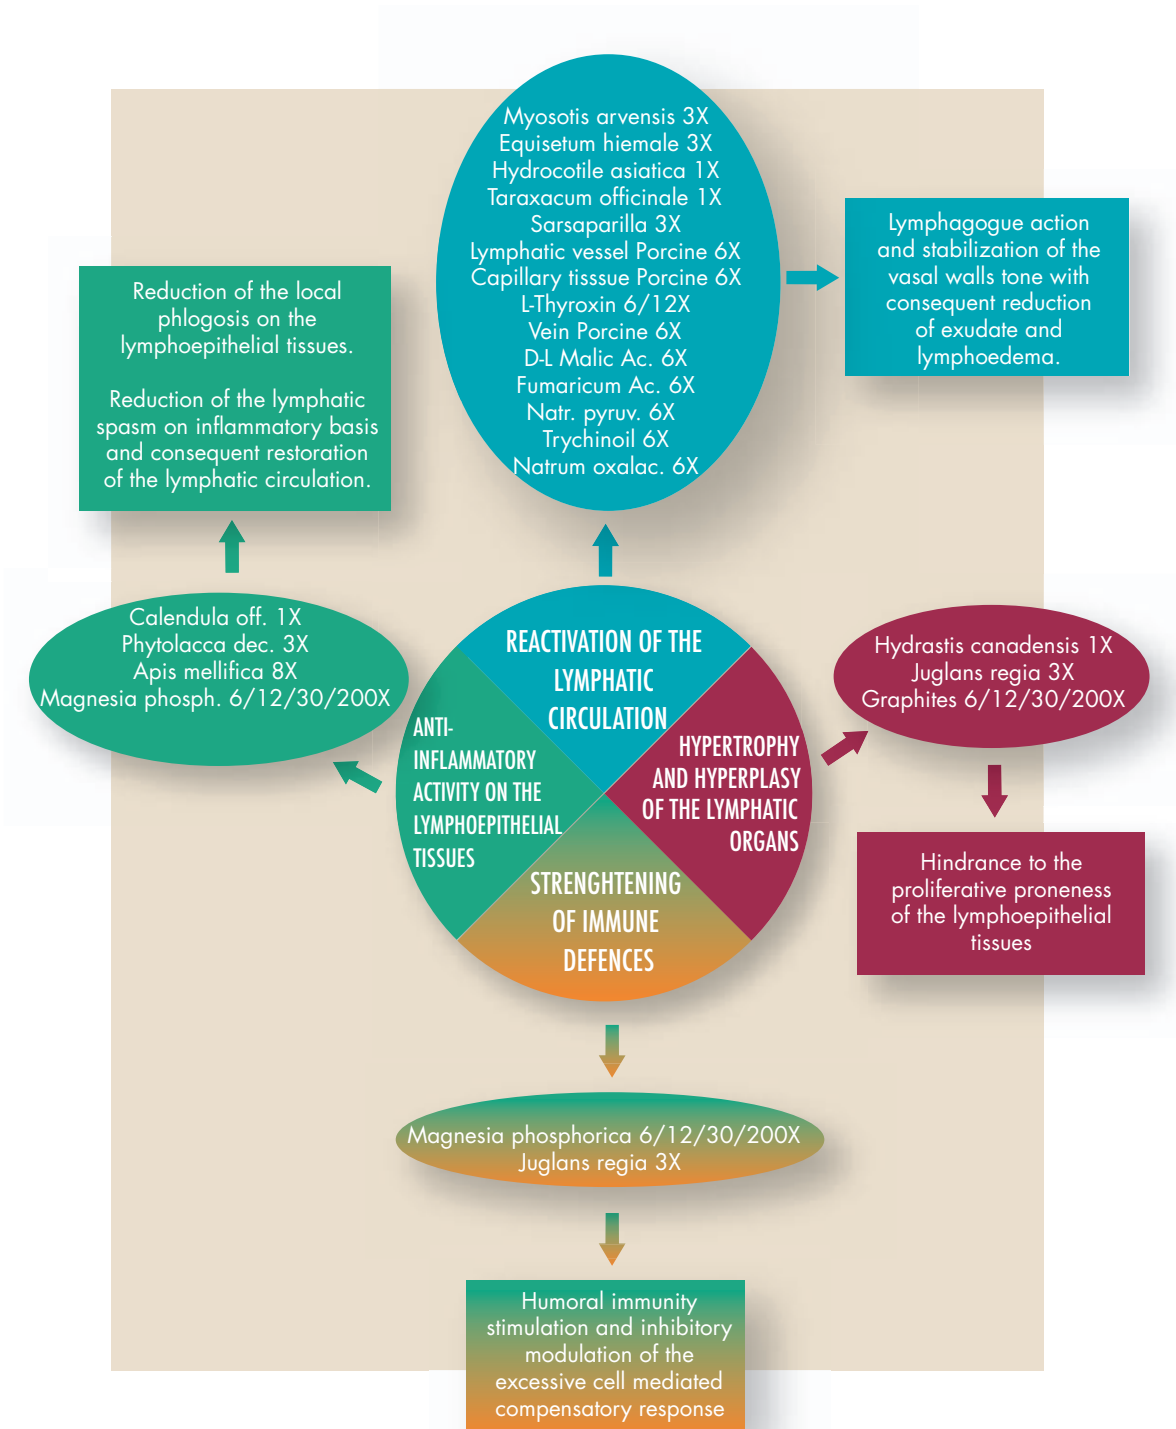 Myosotis arvensis 3X
Equisetum hiemale 3X
Hydrocotile asiatica 1X
Taraxacum officinale 1X
Sarsaparilla 3X
Lymphatic vessel Porcine 6X
Capillary tisssue Porcine 6X
L-Thyroxin 6/12X
Vein Porcine 6X
D-L Malic Ac. 6X
Fumaricum Ac. 6X
Natr. pyruv. 6X
Trychinoil 6X
Natrum oxalac. 6X
Lymphagogue action
and stabilization of the
vasal walls tone with
consequent reduction
of exudate and
lymphoedema.
Reduction of the local
phlogosis on the
lymphoepithelial tissues.
Reduction of the lymphatic
spasm on inflammatory basis
and consequent restoration
of the lymphatic circulation.
Calendula off. 1X
Phytolacca dec. 3X
Apis mellifica 8X
Magnesia phosph. 6/12/30/200X
REACTIVATION OF THE
LYMPHATIC
CIRCULATION
ANTI-
INFLAMMATORY
ACTIVITY ON THE
LYMPHOEPITHELIAL
TISSUES
HYPERTROPHY
AND HYPERPLASY
OF THE LYMPHATIC
ORGANS
STRENGHTENING
OF IMMUNE
DEFENCES
Hydrastis canadensis 1X
Juglans regia 3X
Graphites 6/12/30/200X
Hindrance to the
proliferative proneness
of the lymphoepithelial
tissues
Magnesia phosphorica 6/12/30/200X
Juglans regia 3X
Humoral immunity
stimulation and inhibitory
modulation of the
excessive cell mediated
compensatory response